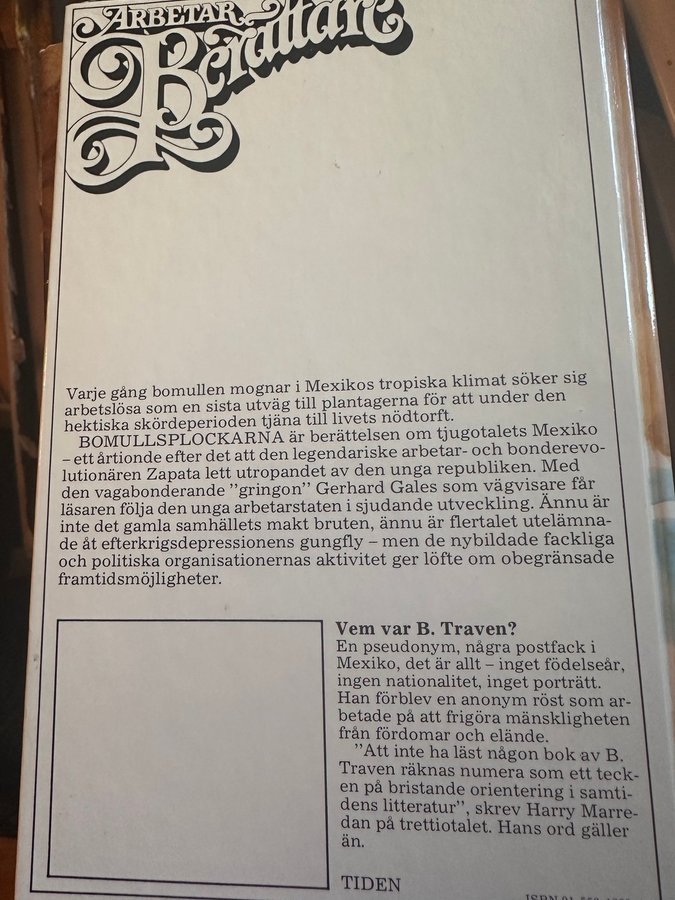 ARBETAR
Berättare
Varje gång bomullen mognar i Mexikos tropiska klimat söker sig
arbetslösa som en sista utväg till plantagerna för att under den
hektiska skördeperioden tjäna till livets nödtorft.
BOMULLSPLOCKARNA är berättelsen om tjugotalets Mexiko
– ett årtionde efter det att den legendariske arbetar- och bonderevo-
lutionären Zapata lett utropandet av den unga republiken. Med
den vagabonderande ”gringon” Gerhard Gales som vägvisare får
läsaren följa den unga arbetarstaten i sjudande utveckling. Ännu är
inte det gamla samhällets makt bruten, ännu är flertalet utelämna-
de åt efterkrigsdepressionens gungfly – men de nybildade fackliga
och politiska organisationernas aktivitet ger löfte om obegränsade
framtidsmöjligheter.
Vem var B. Traven?
En pseudonym, några postfack i
Mexiko, det är allt – inget födelseår,
ingen nationalitet, inget porträtt.
Han förblev en anonym röst som ar-
betade på att frigöra mänskligheten
från fördomar och elände.
”Att inte ha läst någon bok av B.
Traven räknas numera som ett teck-
en på bristande orientering i samti-
dens litteratur”, skrev Harry Marre-
dan på trettiotalet. Hans ord gäller
än.
TIDEN
ISBN 91